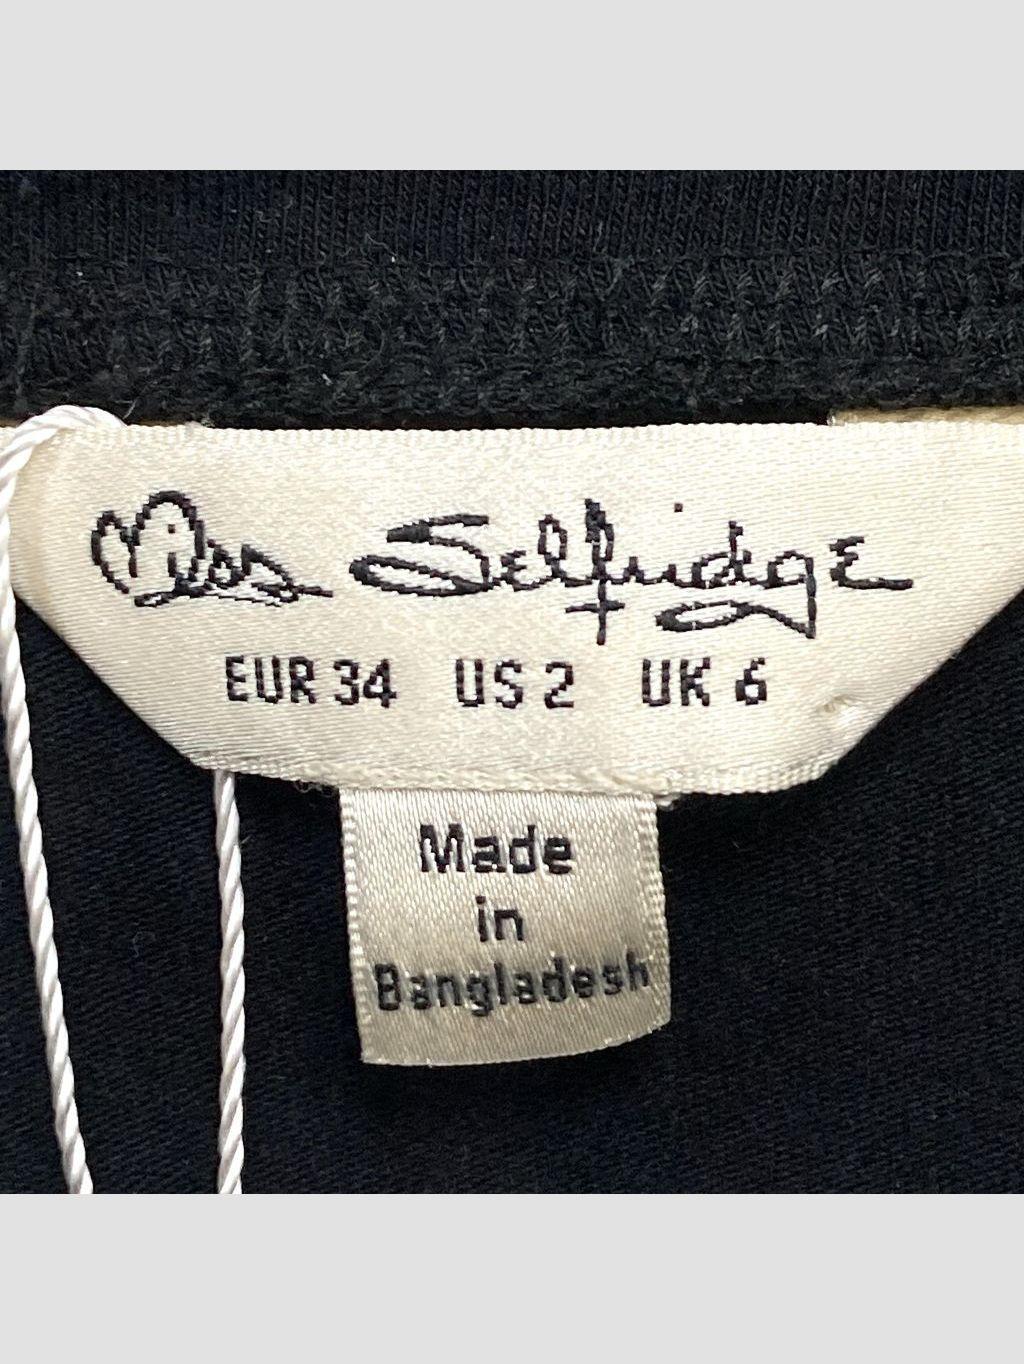 Miss Selfridge
EUR 34 US 2 UK 6
Made
in
Bangladesh